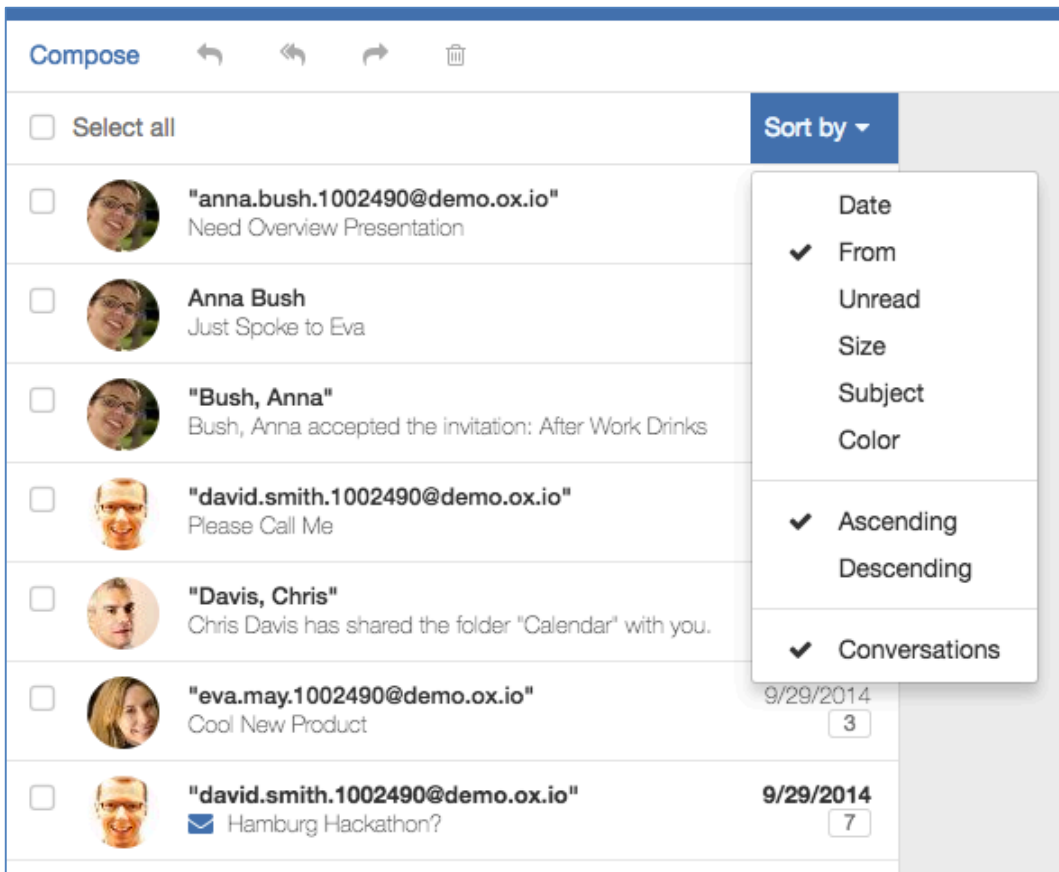 Compose
Select all
Sort by
"anna.bush.1002490@demo.ox.io"
Need Overview Presentation
Anna Bush
Just Spoke to Eva
"Bush, Anna"
Bush, Anna accepted the invitation: After Work Drinks
"david.smith.1002490@demo.ox.io"
Please Call Me
"Davis, Chris"
Chris Davis has shared the folder "Calendar" with you.
"eva.may.1002490@demo.ox.io"
9/29/2014
Cool New Product
3
"david.smith.1002490@demo.ox.io"
9/29/2014
Hamburg Hackathon?
7
Date
From
Unread
Size
Subject
Color
Ascending
Descending
Conversations